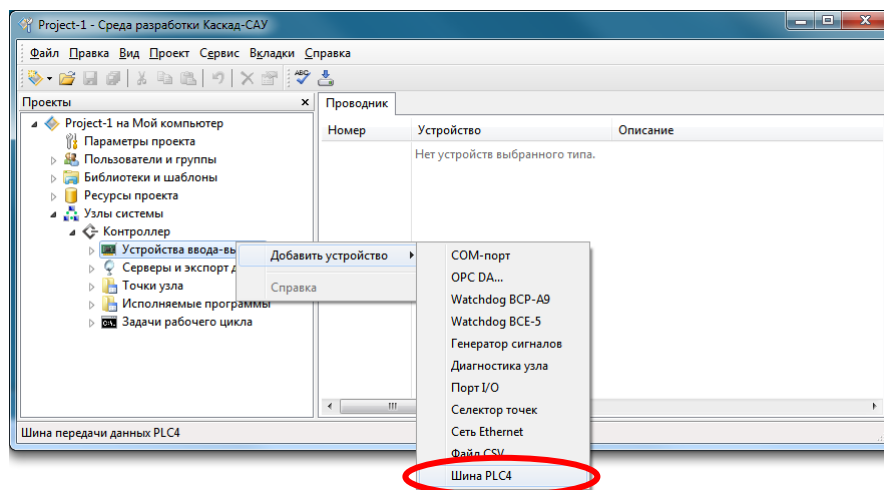 Project-1 - Среда разработки Каскад-САУ
Файл Правка Вид Проект Сервис Вкладки Справка
ABC
Проекты
Project-1 на Мой компьютер
Параметры проекта
Пользователи и группы
Библиотеки и шаблоны
Ресурсы проекта
Узлы системы
Контроллер
Устройства ввода-вы
Серверы и экспорт д
Точки узла
Исполняемые программы
Задачи рабочего цикла
Проводник
Номер Устройство Описание
Нет устройств выбранного типа.
Добавить устройство
Справка
COM-порт
OPC DA...
Watchdog BCP-A9
Watchdog BCE-5
Генератор сигналов
Диагностика узла
Порт I/O
Селектор точек
Сеть Ethernet
Файл CSV
Шина PLC4
Шина передачи данных PLC4